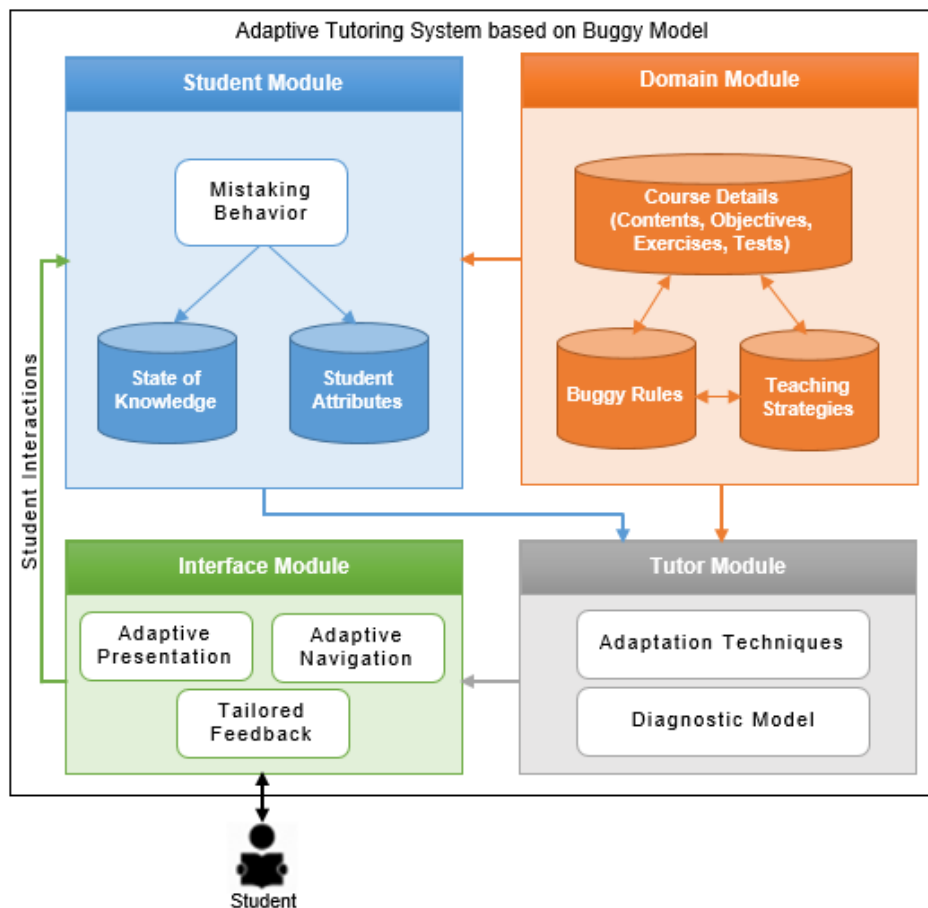 Adaptive Tutoring System based on Buggy Model
Student Module
Mistaking
Behavior
State of
Knowledge
Student
Attributes
Domain Module
Course Details
(Contents, Objectives,
Exercises, Tests)
Buggy Rules
Teaching
Strategies
Student Interactions
Interface Module
Adaptive
Presentation
Adaptive
Navigation
Tailored
Feedback
Tutor Module
Adaptation Techniques
Diagnostic Model
Student